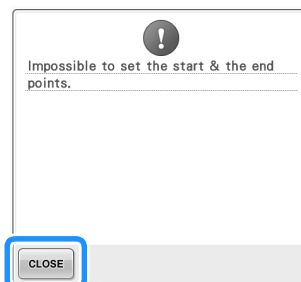 Impossible to set the start & the end
points.
CLOSE